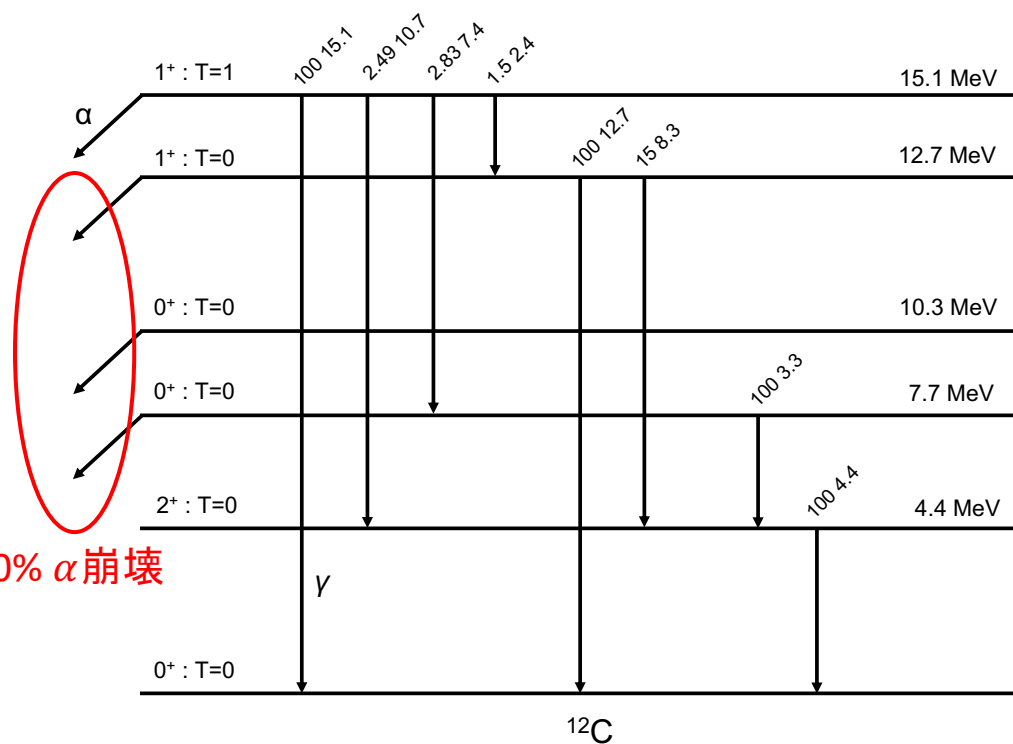 100 15.1
2.49 10.7
2.83 7.4
1.5 2.4
1⁺ : T=1
15.1 MeV
α
100 12.7
15 8.3
1⁺ : T=0
12.7 MeV
0⁺ : T=0
10.3 MeV
100 3.3
0⁺ : T=0
7.7 MeV
100 4.4
2⁺ : T=0
4.4 MeV
0% α崩壊
γ
0⁺ : T=0
¹²C